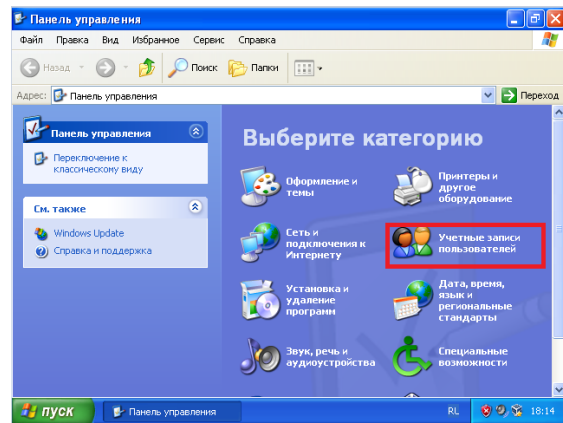 Панель управления
Файл Правка Вид Избранное Сервис Справка
Назад Поиск Папки
Адрес: Панель управления Переход
Панель управления
Переключение к
классическому виду
См. также
Windows Update
Справка и поддержка
Выберите категорию
Оформление и
темы
Принтеры и
другое
оборудование
Сеть и
подключения к
Интернету
Учетные записи
пользователей
Установка и
удаление
программ
Дата, время,
язык и
региональные
стандарты
Звук, речь и
аудиоустройства
Специальные
возможности
пуск Панель управления RL 18:14